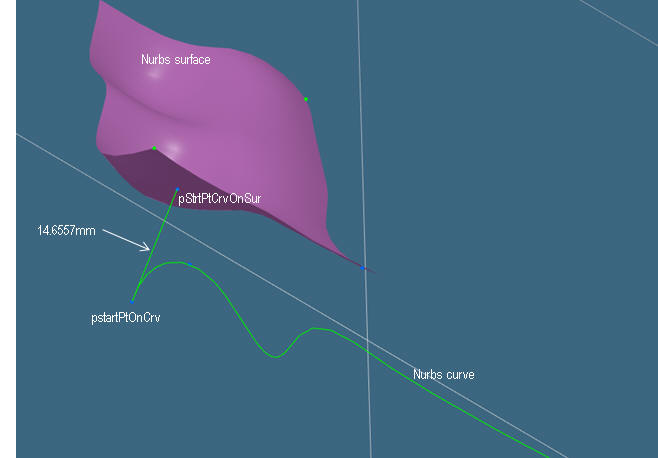 Nurbs surface
pStrtPtCrvOnSur
14.6557mm
pstartPtOnCrv
Nurbs curve